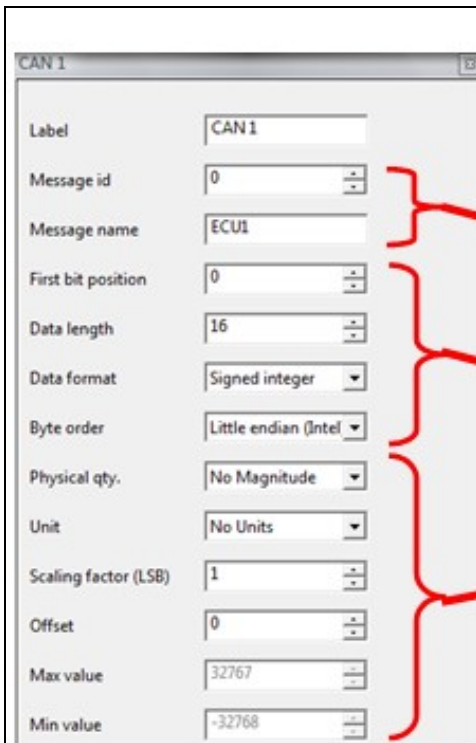 CAN 1
Label CAN 1
Message id 0
Message name ECU1
First bit position 0
Data length 16
Data format Signed integer
Byte order Little endian (Intel
Physical qty. No Magnitude
Unit No Units
Scaling factor (LSB) 1
Offset 0
Max value 32767
Min value -32768